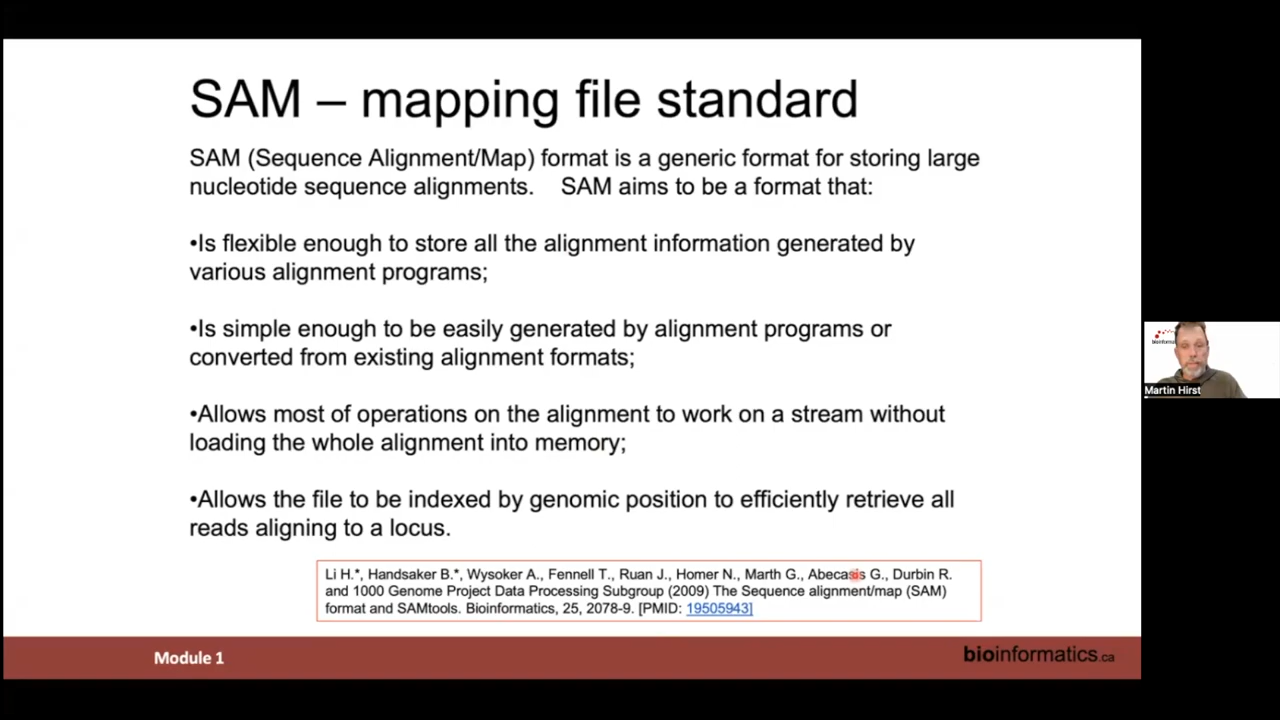 SAM – mapping file standard
SAM (Sequence Alignment/Map) format is a generic format for storing large
nucleotide sequence alignments. SAM aims to be a format that:
•Is flexible enough to store all the alignment information generated by
various alignment programs;
•Is simple enough to be easily generated by alignment programs or
converted from existing alignment formats;
•Allows most of operations on the alignment to work on a stream without
loading the whole alignment into memory;
•Allows the file to be indexed by genomic position to efficiently retrieve all
reads aligning to a locus.
Li H.*, Handsaker B.*, Wysoker A., Fennell T., Ruan J., Homer N., Marth G., Abecasis G., Durbin R.
and 1000 Genome Project Data Processing Subgroup (2009) The Sequence alignment/map (SAM)
format and SAMtools. Bioinformatics, 25, 2078-9. [PMID: 19505943]
Module 1
bioinformatics.ca
Martin Hirst